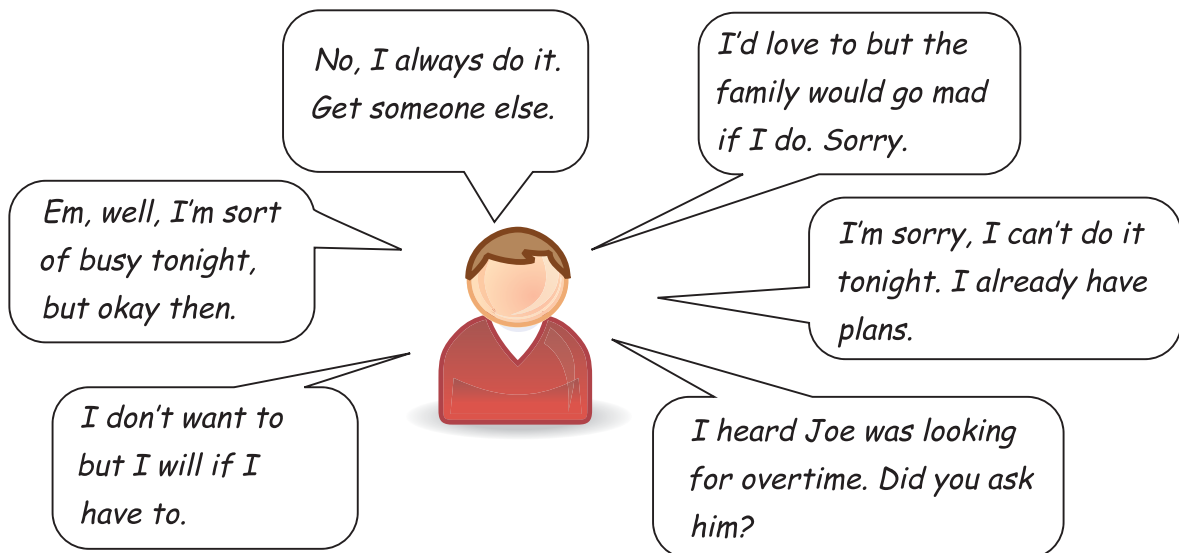 No, I always do it.
Get someone else.
I'd love to but the
family would go mad
if I do. Sorry.
Em, well, I'm sort
of busy tonight,
but okay then.
I'm sorry, I can't do it
tonight. I already have
plans.
I don't want to
but I will if I
have to.
I heard Joe was looking
for overtime. Did you ask
him?